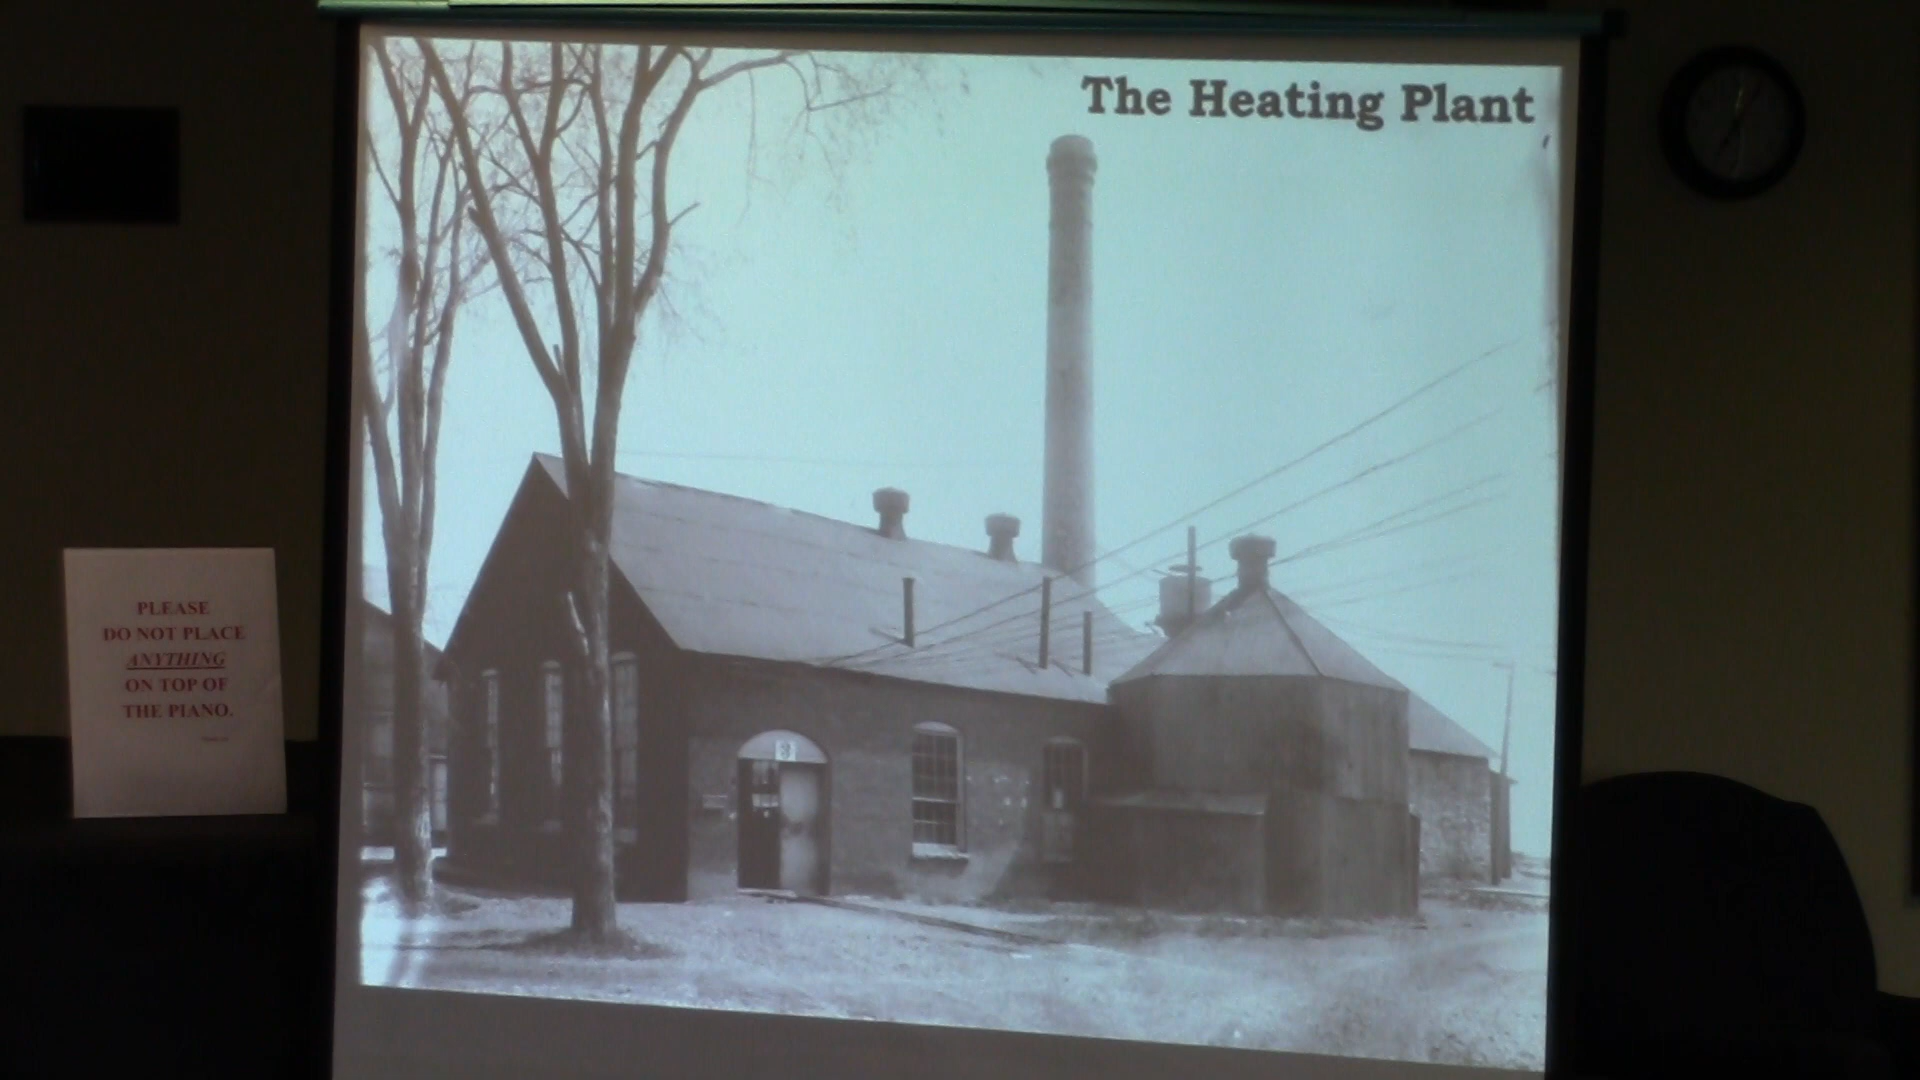 The Heating Plant
PLEASE
DO NOT PLACE
ANYTHING
ON TOP OF
THE PIANO.